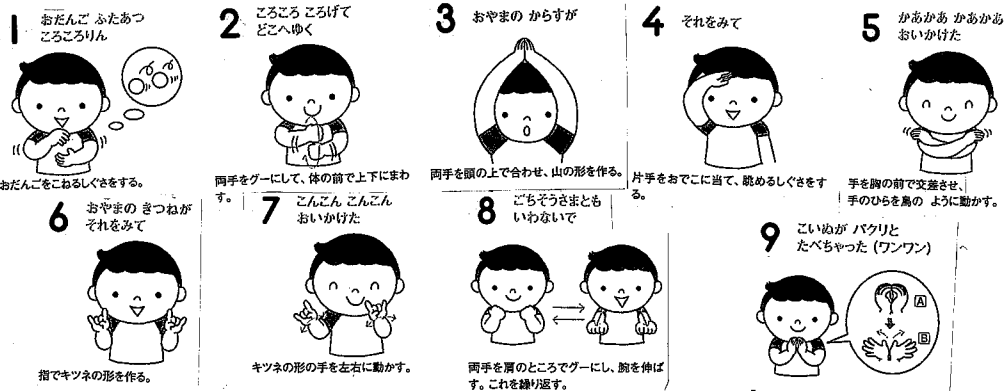 1
おだんご ふたあつ
ころころりん
おだんごをこねるしぐさをする。
2
ころころ ころげて
どこへゆく
両手をグーにして、体の前で上下にまわ
す。
3
おやまの からすが
両手を頭の上で合わせ、山の形を作る。
4
それをみて
片手をおでこに当て、眺めるしぐさをす
る。
5
かあかあ かあかあ
おいかけた
手を胸の前で交差させ、
手のひらを鳥の ように動かす。
6
おやまの きつねが
それをみて
指でキツネの形を作る。
7
こんこん こんこん
おいかけた
キツネの形の手を左右に動かす。
8
ごちそうさまとも
いわないで
両手を肩のところでグーにし、腕を伸ば
す。これを繰り返す。
9
こいぬが パクリと
たべちゃった (ワンワン)
A
B